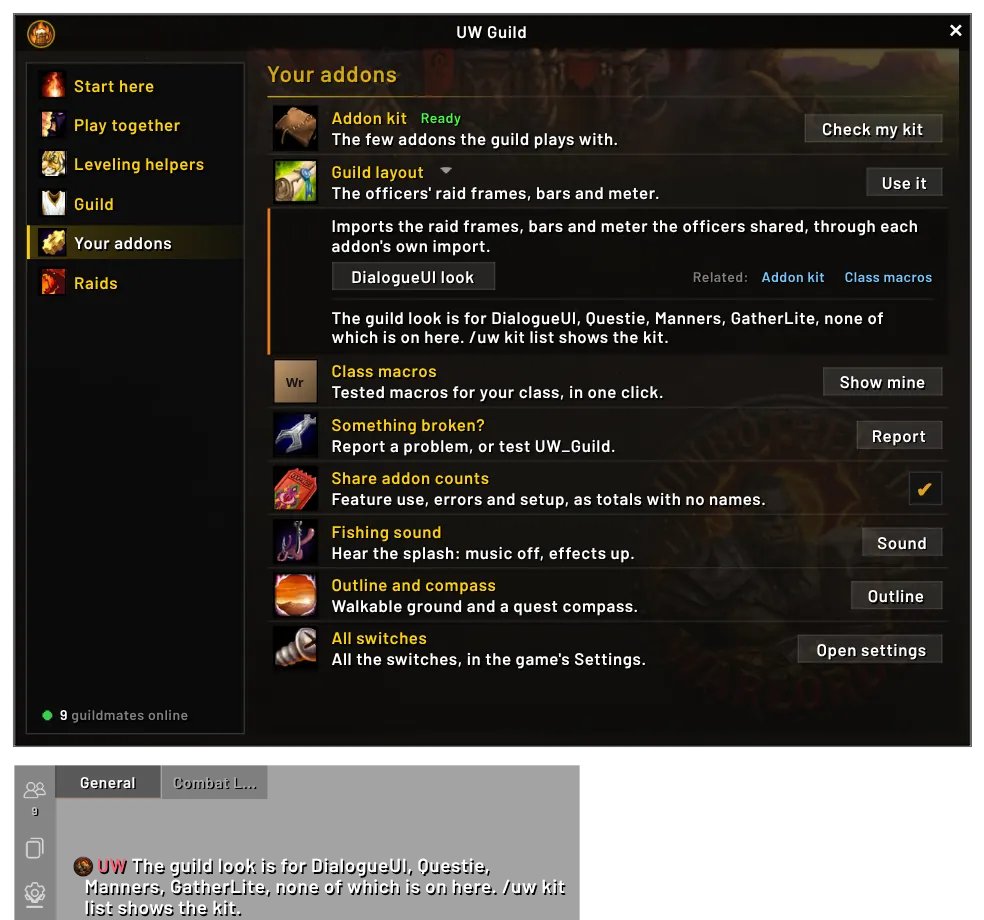 UW Guild
Start here
Play together
Leveling helpers
Guild
Your addons
Raids
9 guildmates online
Your addons
Addon kit Ready
The few addons the guild plays with.
Check my kit
Guild layout
The officers' raid frames, bars and meter.
Use it
Imports the raid frames, bars and meter the officers shared, through each
addon's own import.
DialogueUI look
Related: Addon kit Class macros
The guild look is for DialogueUI, Questie, Manners, GatherLite, none of
which is on here. /uw kit list shows the kit.
Wr
Class macros
Tested macros for your class, in one click.
Show mine
Something broken?
Report a problem, or test UW_Guild.
Report
Share addon counts
Feature use, errors and setup, as totals with no names.
Fishing sound
Hear the splash: music off, effects up.
Sound
Outline and compass
Walkable ground and a quest compass.
Outline
All switches
All the switches, in the game's Settings.
Open settings
General
Combat L...
9
UW The guild look is for DialogueUI, Questie,
Manners, GatherLite, none of which is on here. /uw kit
list shows the kit.